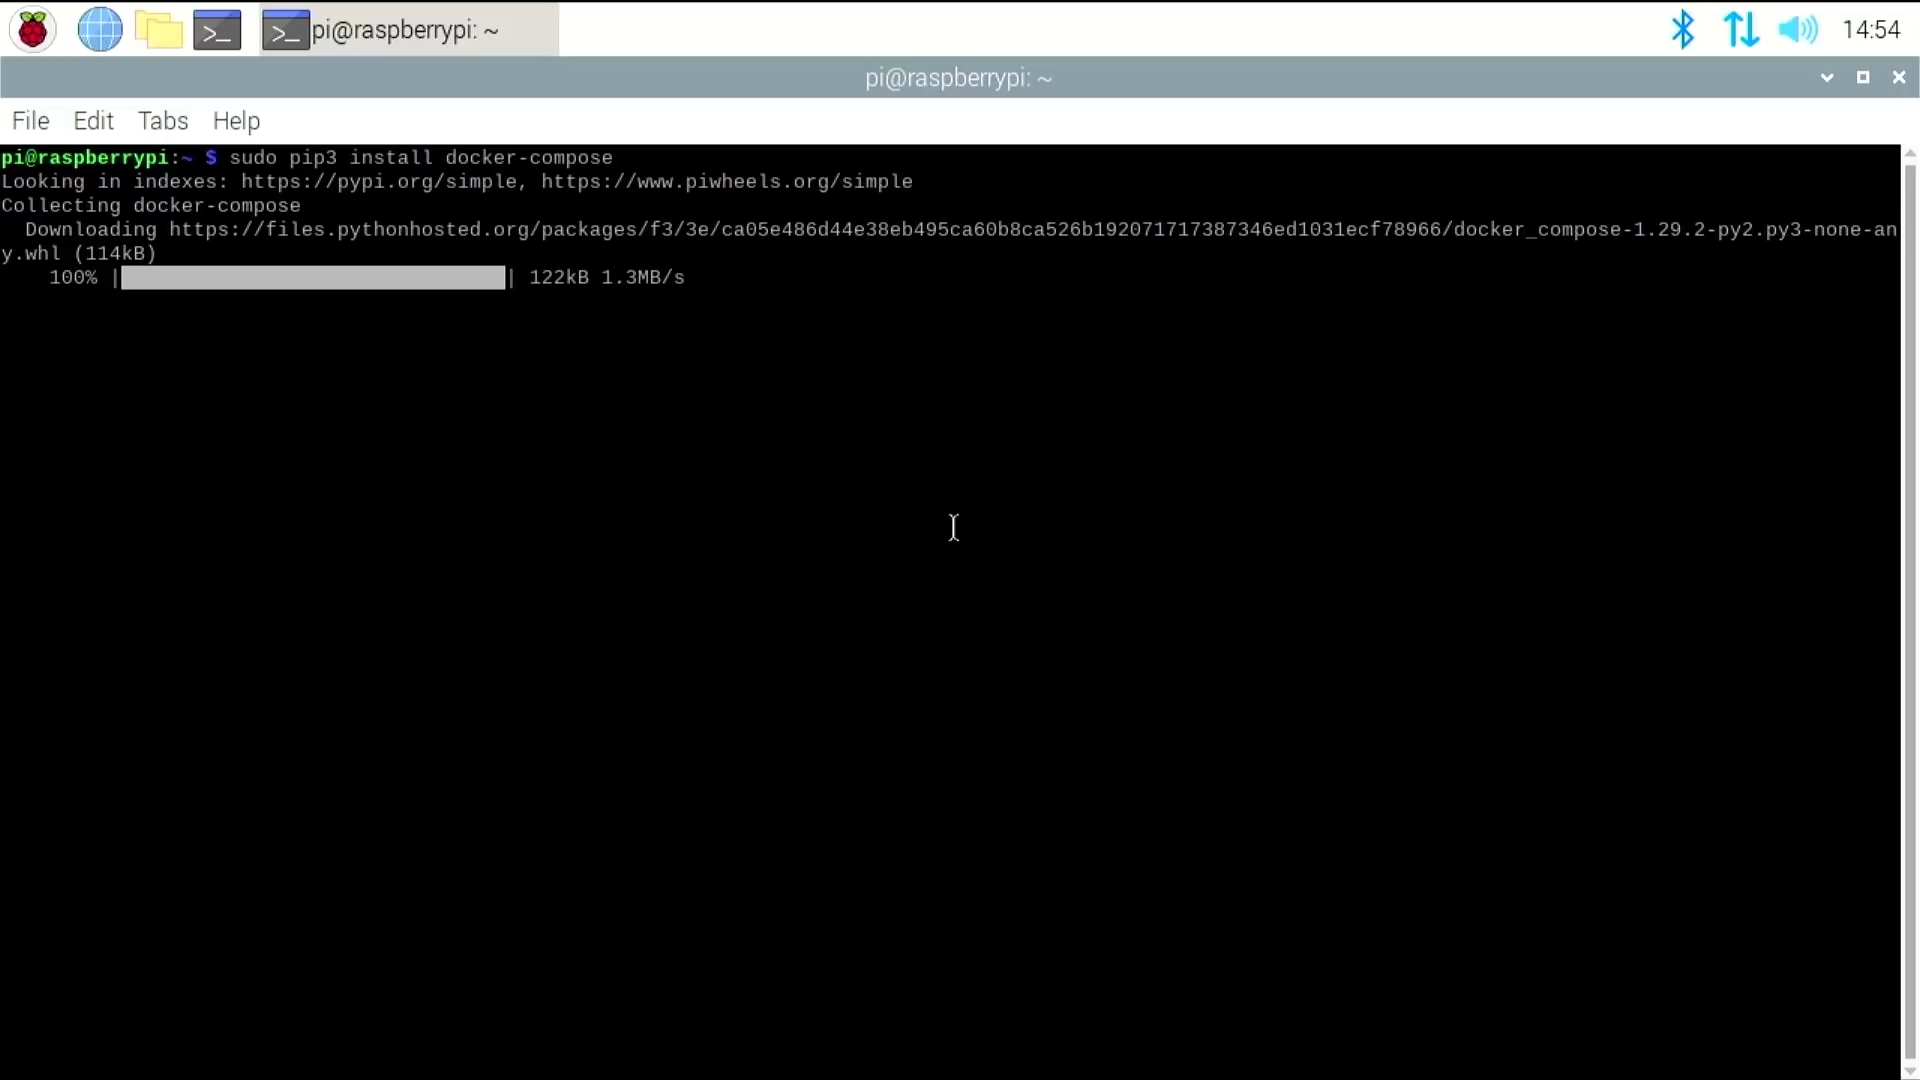 pi@raspberrypi: ~
14:54
pi@raspberrypi: ~
File Edit Tabs Help
pi@raspberrypi:~ $ sudo pip3 install docker-compose
Looking in indexes: https://pypi.org/simple, https://www.piwheels.org/simple
Collecting docker-compose
  Downloading https://files.pythonhosted.org/packages/f3/3e/ca05e486d44e38eb495ca60b8ca526b192071717387346ed1031ecf78966/docker_compose-1.29.2-py2.py3-none-an
y.whl (114kB)
    100% |████████████████████████████████| 122kB 1.3MB/s